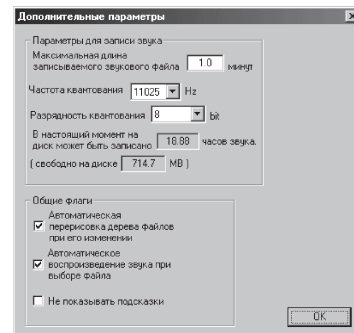 Дополнительные параметры
Параметры для записи звука
Максимальная длина
записываемого звукового файла 1.0 минут
Частота квантования 11025 Hz
Разрядность квантования 8 bit
В настоящий момент на
диск может быть записано 18.88 часов звука.
( свободно на диске 714.7 MB )
Общие флаги
Автоматическая
перерисовка дерева файлов
при его изменении
Автоматическое
воспроизведение звука при
выборе файла
Не показывать подсказки
OK